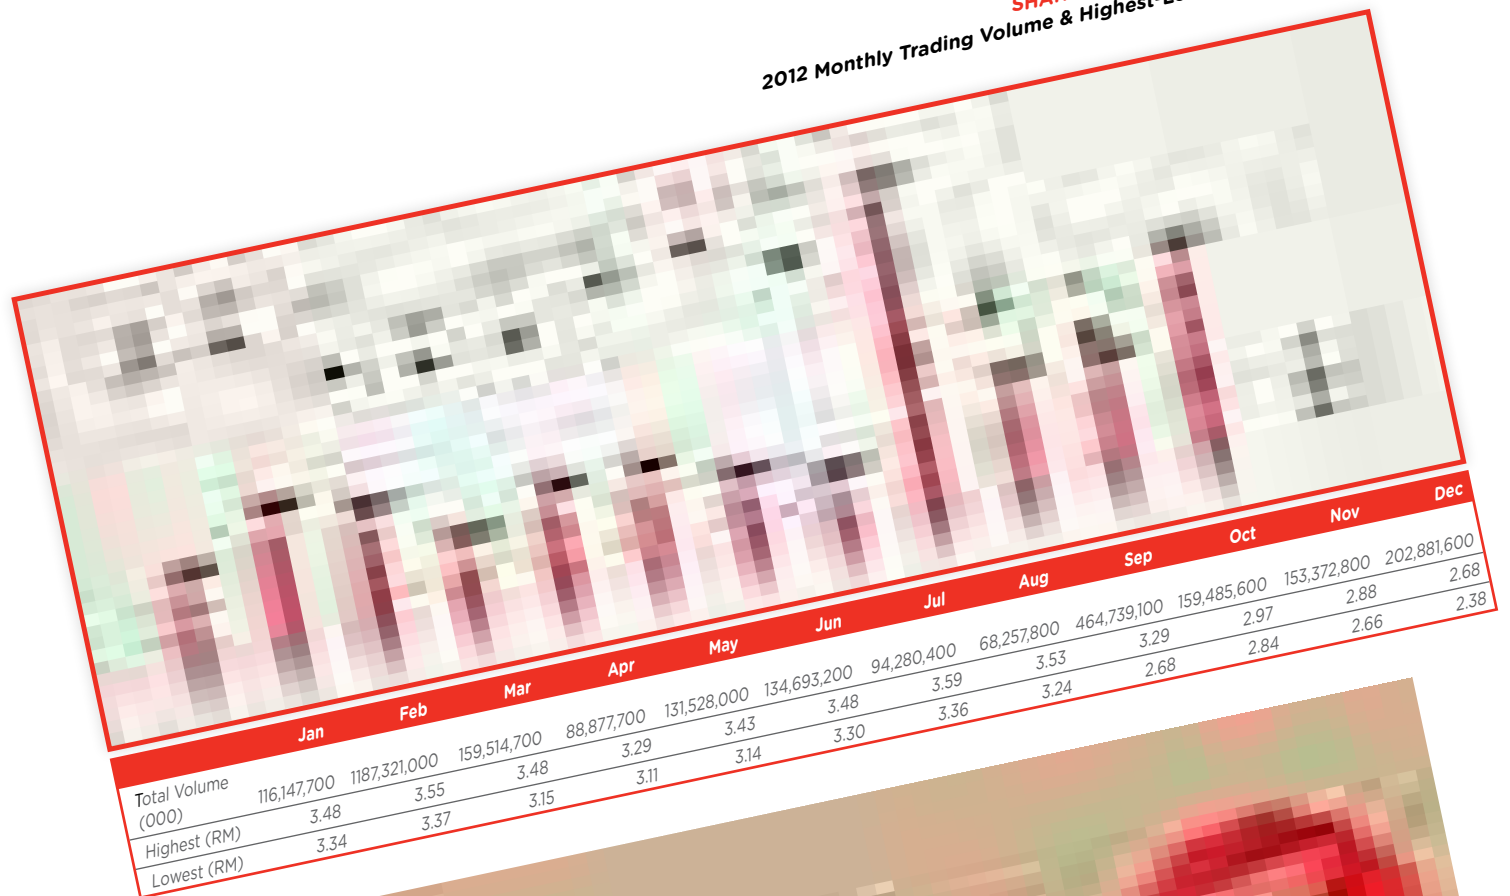 2012 Monthly Trading Volume & Highest-
Jan Feb Mar Apr May Jun Jul Aug Sep Oct Nov Dec
Total Volume (000) 116,147,700 1187,321,000 159,514,700 88,877,700 131,528,000 134,693,200 94,280,400 68,257,800 464,739,100 159,485,600 153,372,800 202,881,600
Highest (RM) 3.48 3.55 3.48 3.29 3.43 3.48 3.59 3.53 3.29 2.97 2.88 2.68
Lowest (RM) 3.34 3.37 3.15 3.11 3.14 3.30 3.36 3.24 2.68 2.84 2.66 2.38